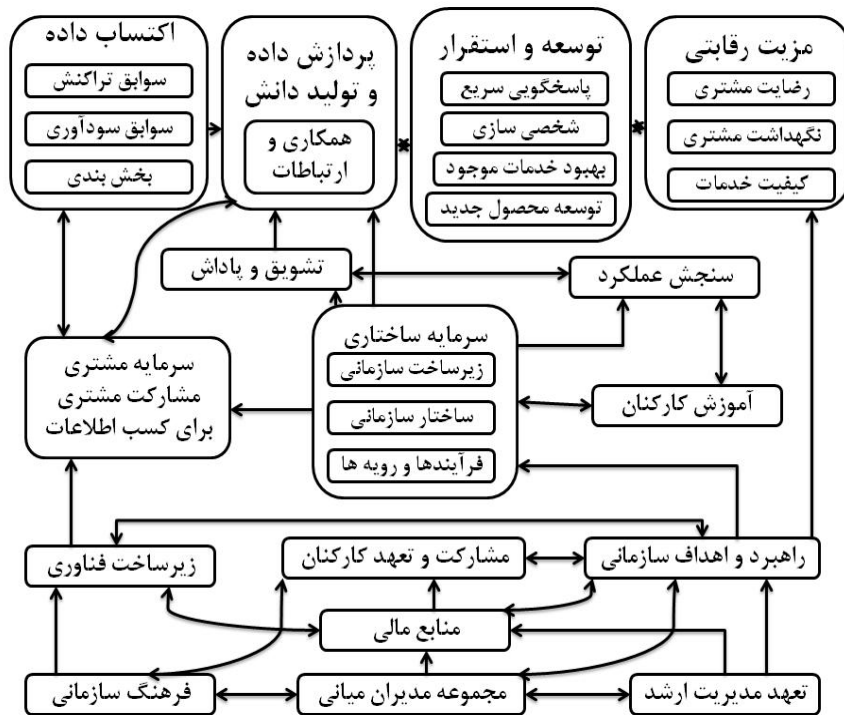 مزیت رقابتی
رضایت مشتری
نگهداشت مشتری
کیفیت خدمات
توسعه و استقرار
پاسخگویی سریع
شخصی سازی
بهبود خدمات موجود
توسعه محصول جدید
پردازش داده
و تولید دانش
همکاری و
ارتباطات
اکتساب داده
سوابق تراکنش
سوابق سودآوری
بخش بندی
سنجش عملکرد
تشویق و پاداش
آموزش کارکنان
سرمایه ساختاری
زیرساخت سازمانی
ساختار سازمانی
فرآیندها و رویه ها
سرمایه مشتری
مشارکت مشتری
برای کسب اطلاعات
راهبرد و اهداف سازمانی
مشارکت و تعهد کارکنان
زیرساخت فناوری
منابع مالی
تعهد مدیریت ارشد
مجموعه مدیران میانی
فرهنگ سازمانی